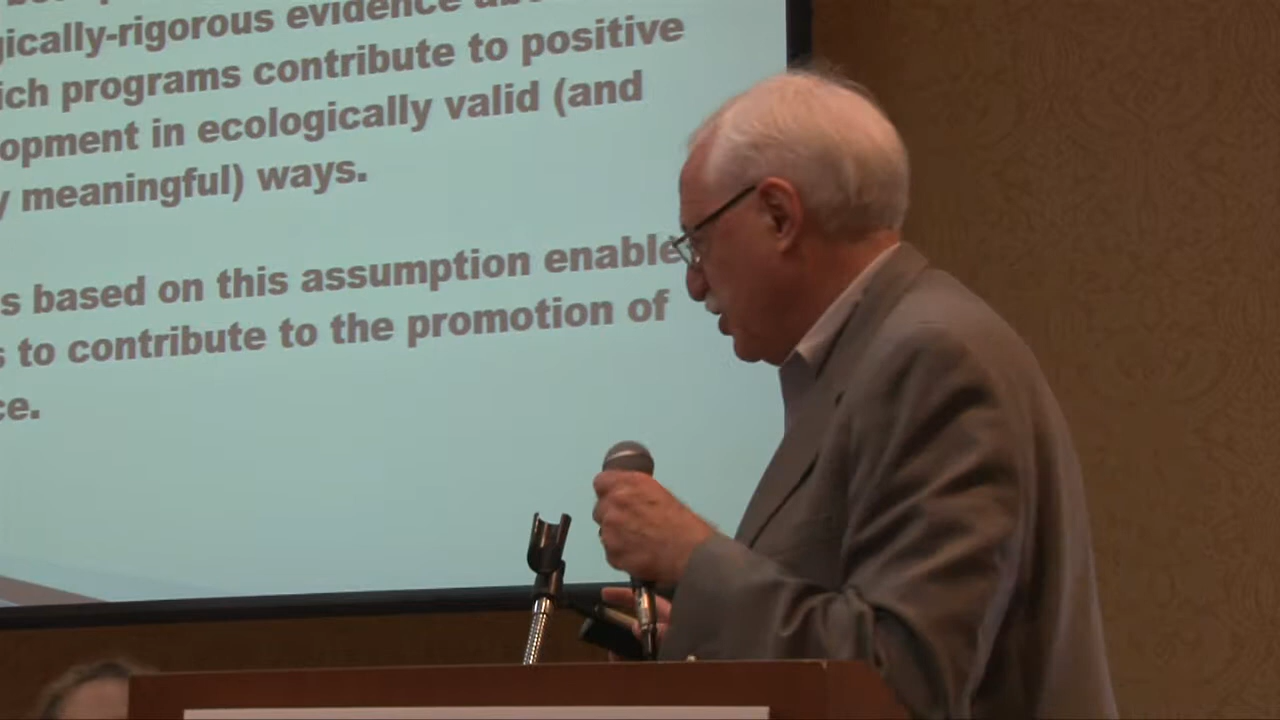 gically-rigorous evidence
ich programs contribute to positive
opment in ecologically valid (and
y meaningful) ways.
s based on this assumption enable
s to contribute to the promotion of
ce.